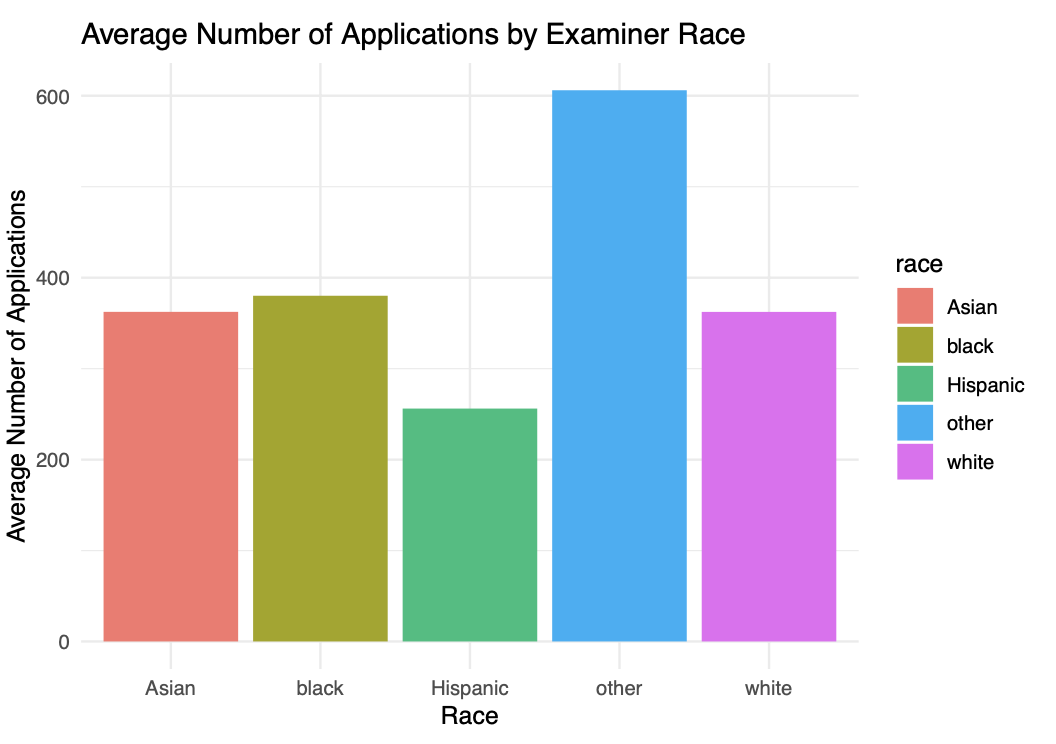 Average Number of Applications by Examiner Race
Average Number of Applications
600
400
200
0
Asian
black
Hispanic
other
white
Race
race
Asian
black
Hispanic
other
white